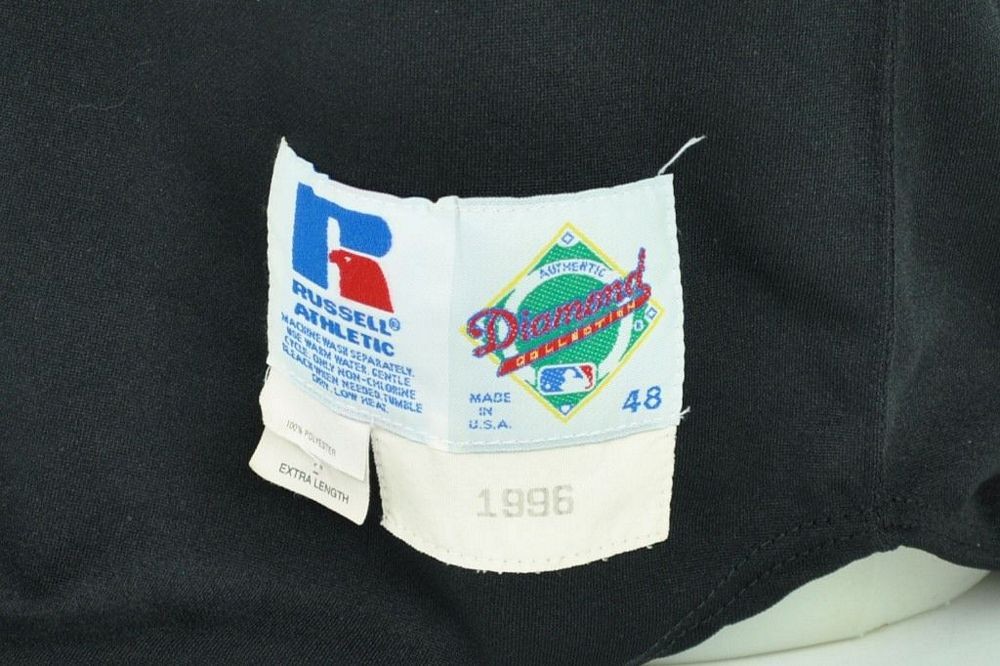 RUSSELL®
ATHLETIC
MACHINE WASH SEPARATELY.
USE WARM WATER, GENTLE
CYCLE. ONLY NON-CHLORINE
BLEACH WHEN NEEDED. TUMBLE
DRY. LOW HEAT.
AUTHENTIC
Diamond
COLLECTION
MADE
IN
U.S.A.
48
100% POLYESTER
EXTRA LENGTH
1996